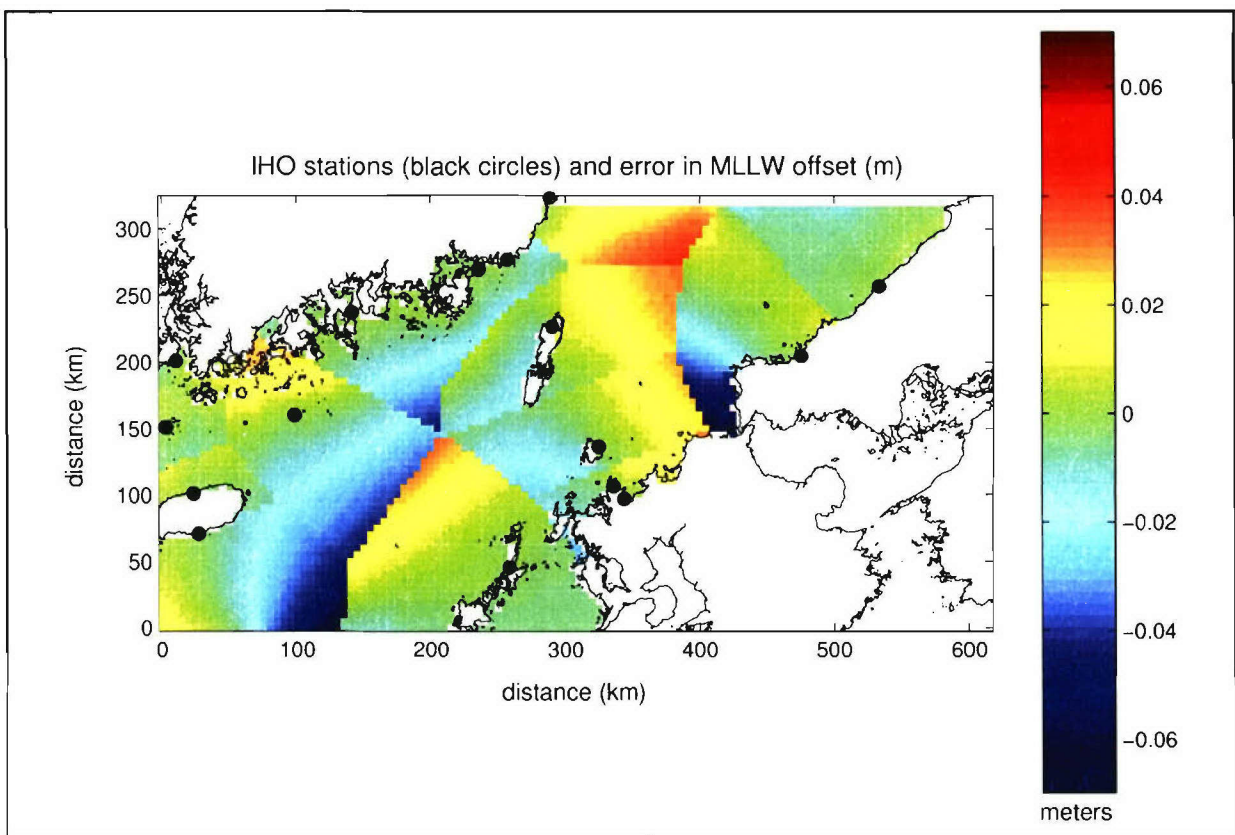 IHO stations (black circles) and error in MLLW offset (m)
300
250
200
150
100
50
0
distance (km)
0 100 200 300 400 500 600
distance (km)
0.06
0.04
0.02
0
−0.02
−0.04
−0.06
meters